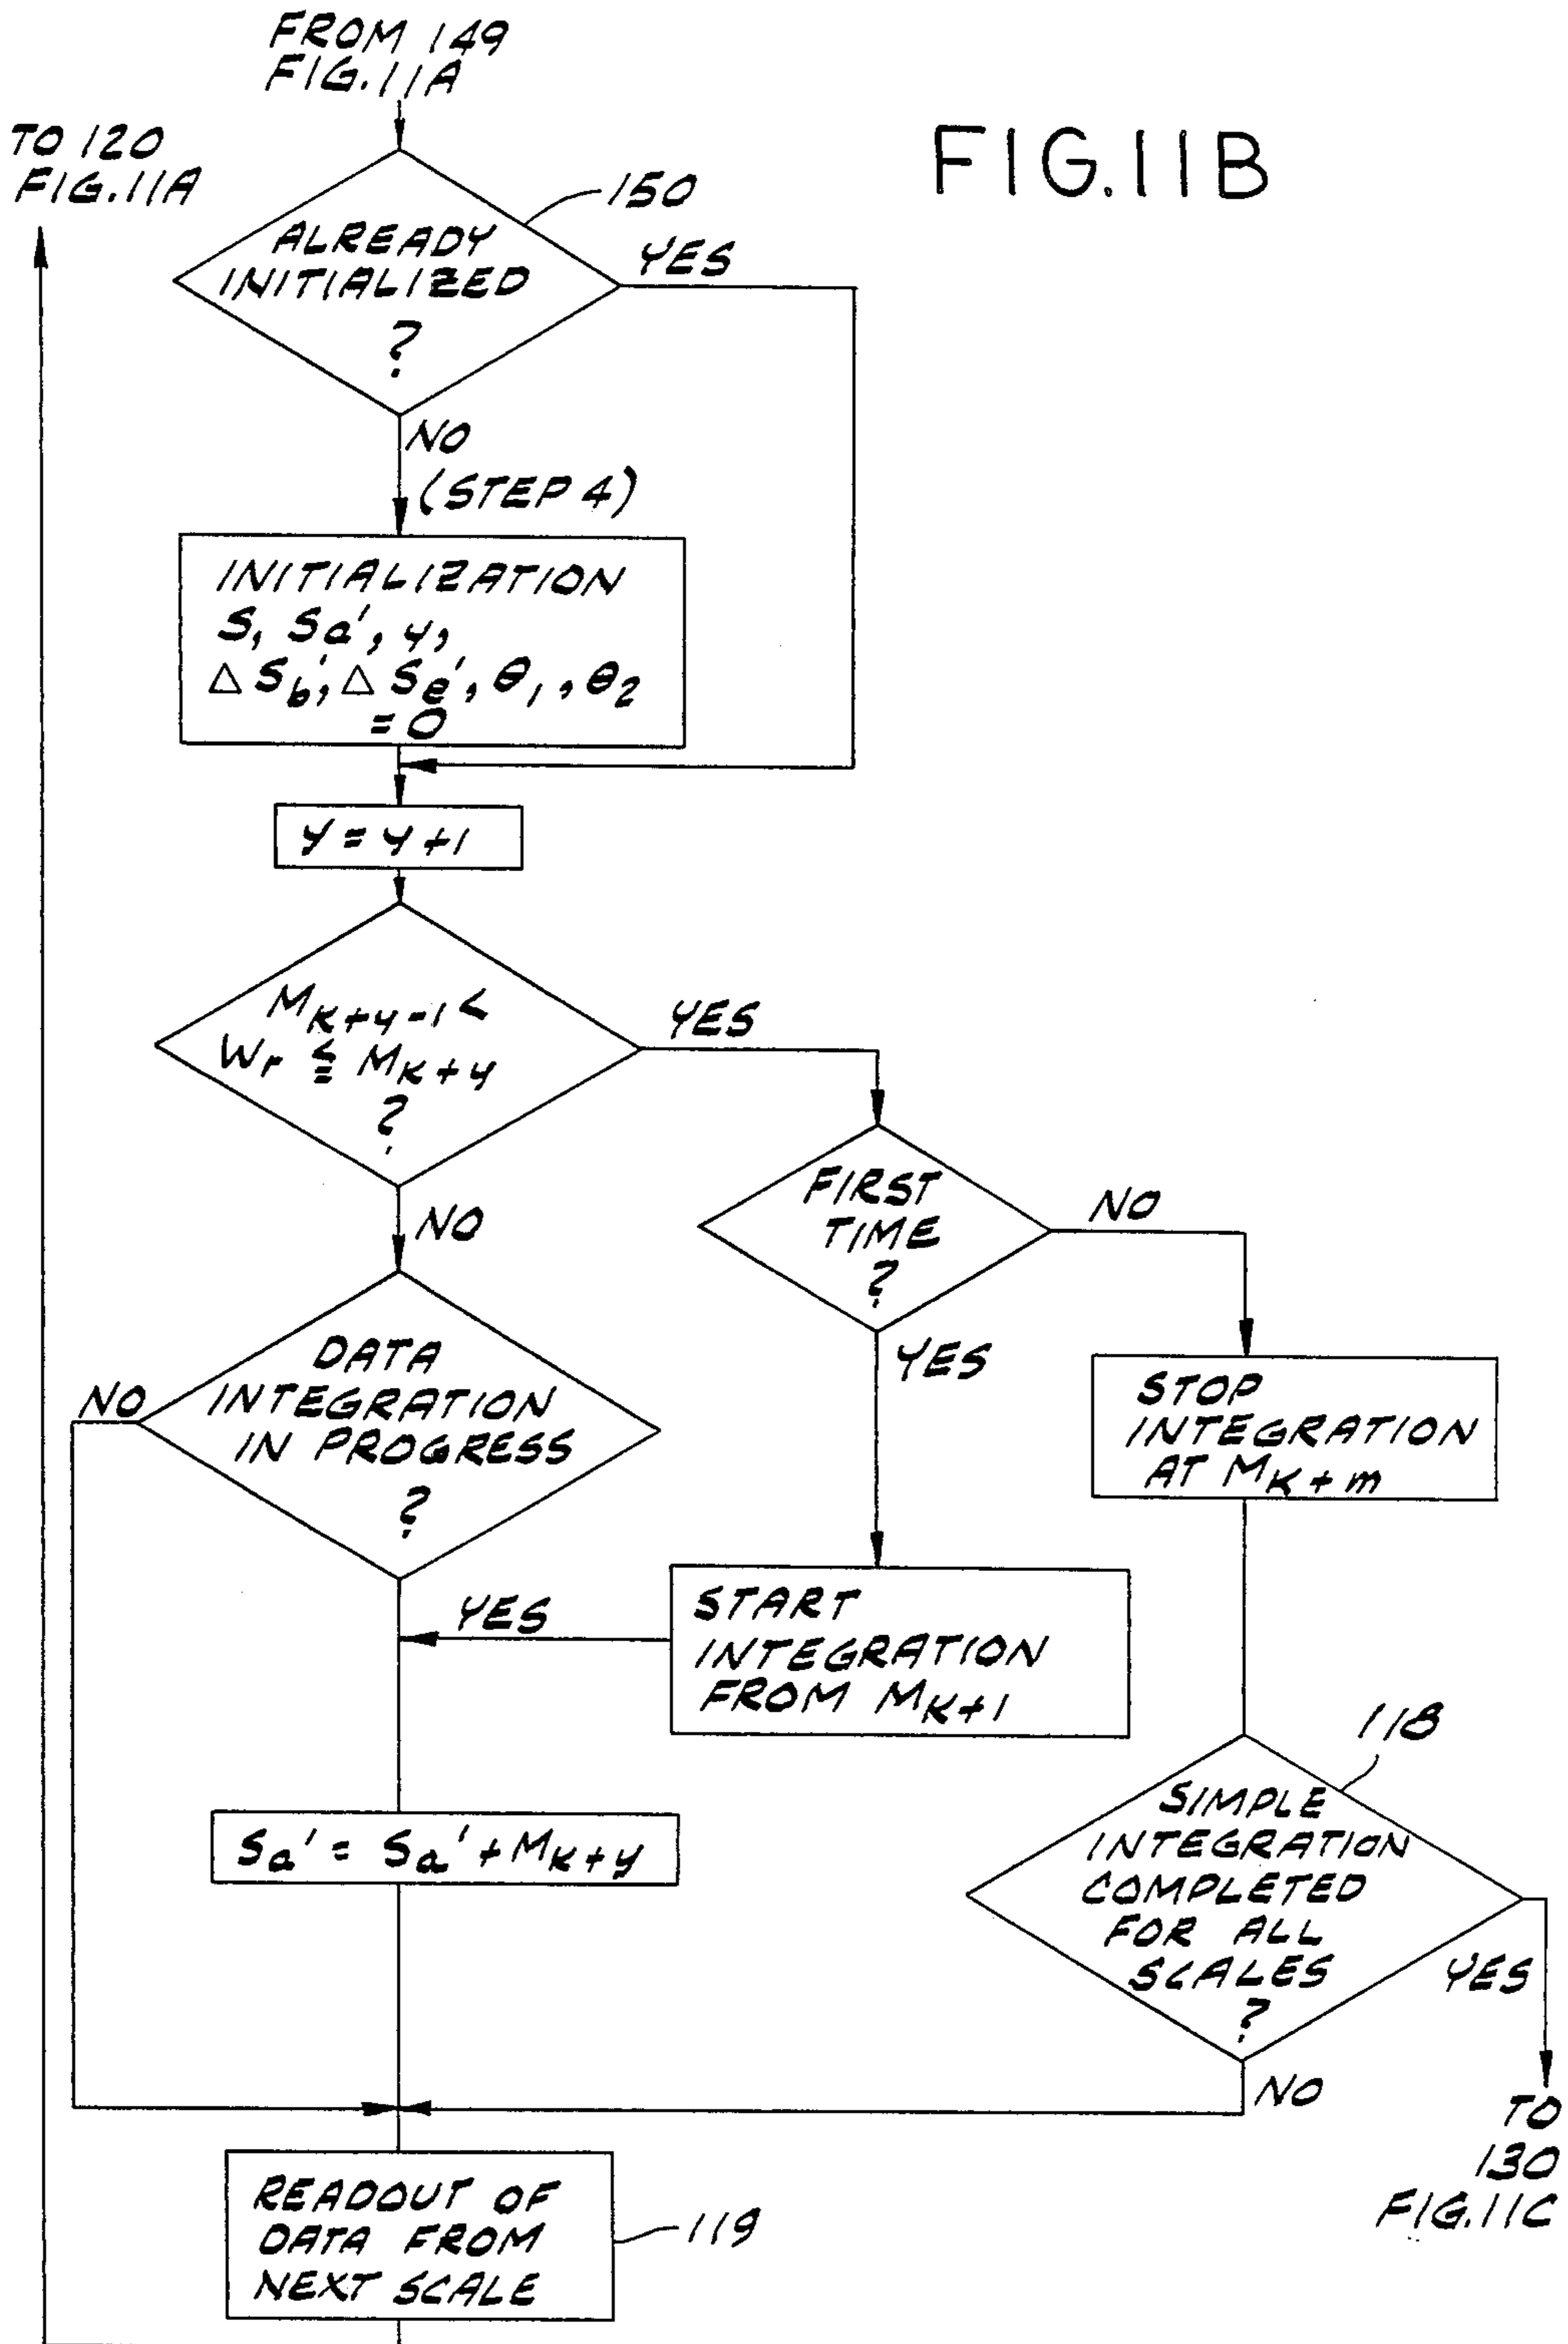 FROM 149
FIG.11A
TO 120
FIG.11A
FIG.11B
150
ALREADY
INITIALIZED
?
YES
NO
(STEP 4)
INITIALIZATION
S, Sa', y,
△Sb', △Se', θ1, θ2
= 0
y = y+1
MK+y-1 <
Wr ≦ MK+y
?
YES
NO
FIRST
TIME
?
NO
YES
DATA
INTEGRATION
IN PROGRESS
?
NO
YES
STOP
INTEGRATION
AT MK+m
START
INTEGRATION
FROM MK+1
118
Sa' = Sa' + MK+y
SIMPLE
INTEGRATION
COMPLETED
FOR ALL
SCALES
?
YES
NO
TO
130
FIG.11C
READOUT OF
DATA FROM
NEXT SCALE
119